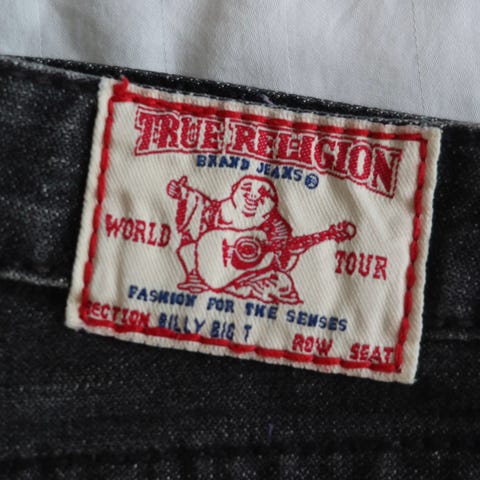 TRUE RELIGION
BRAND JEANS®
WORLD TOUR
FASHION FOR THE SENSES
SECTION BILLY BIG T ROW SEAT